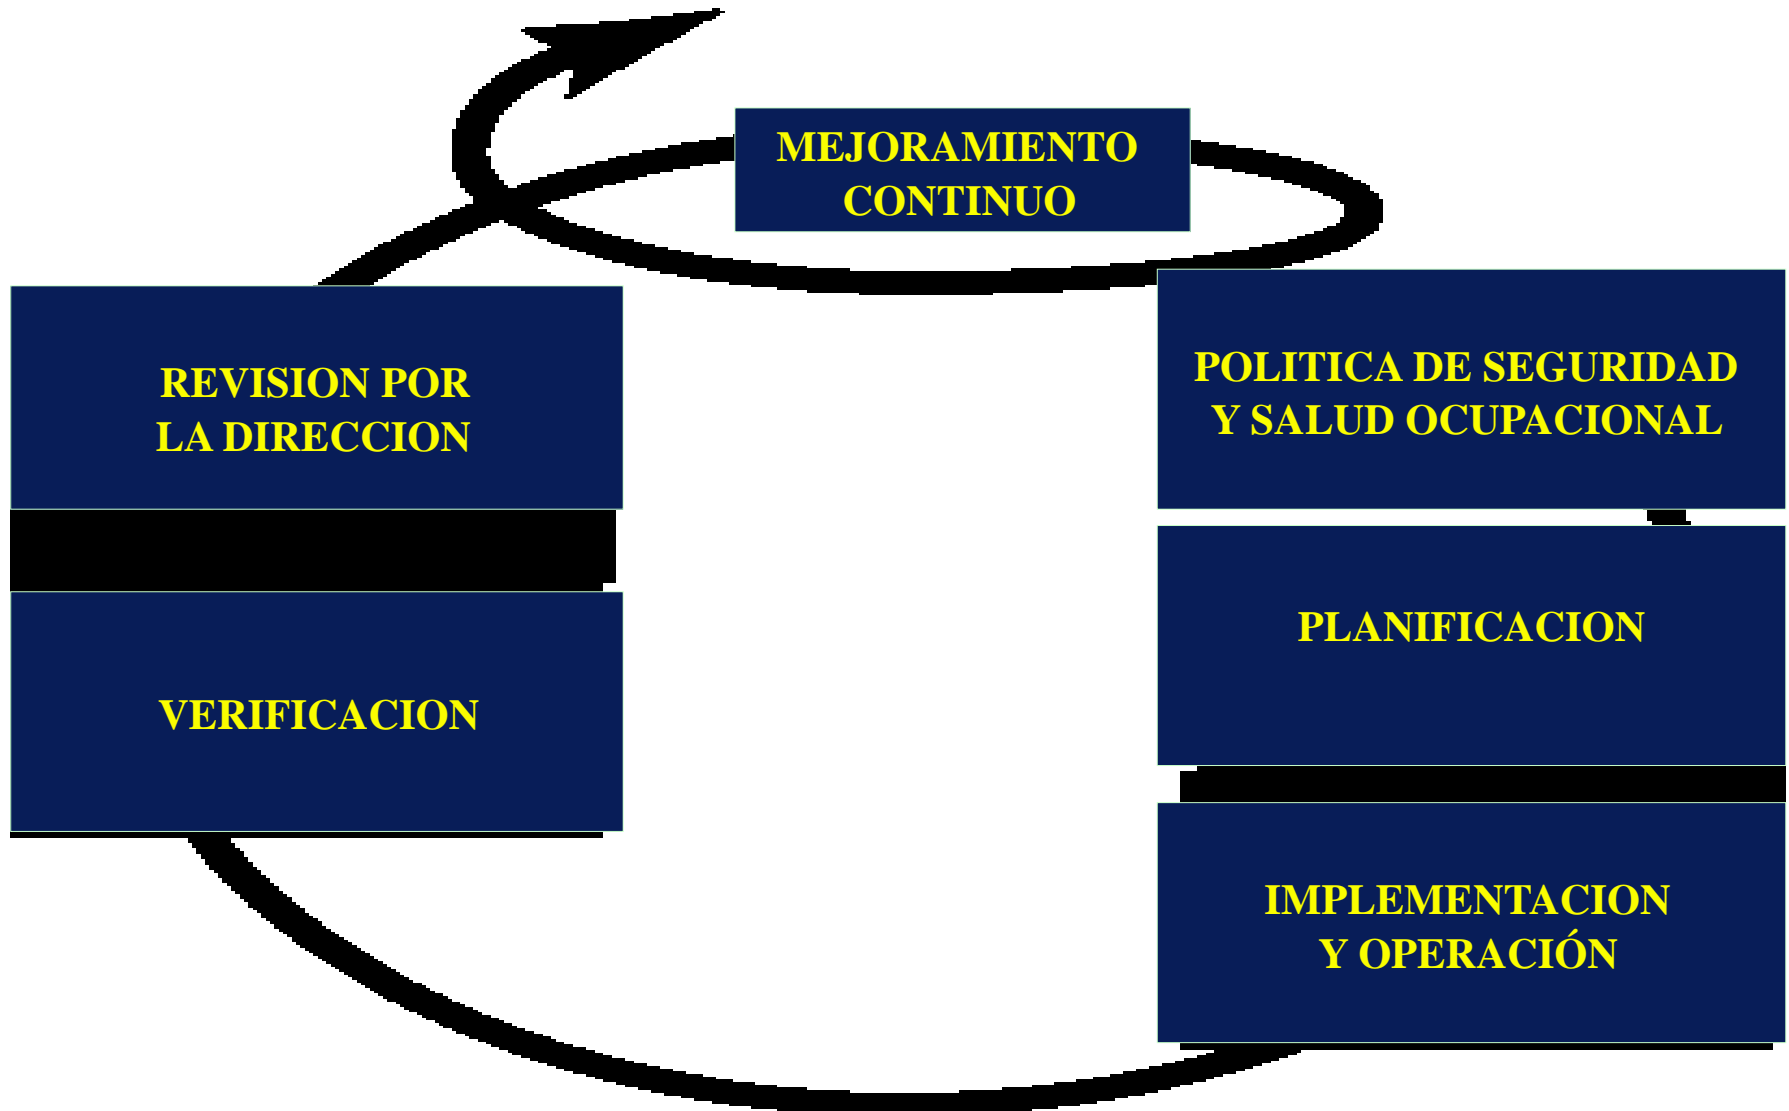 MEJORAMIENTO
CONTINUO
REVISION POR
LA DIRECCION
POLITICA DE SEGURIDAD
Y SALUD OCUPACIONAL
PLANIFICACION
VERIFICACION
IMPLEMENTACION
Y OPERACIÓN